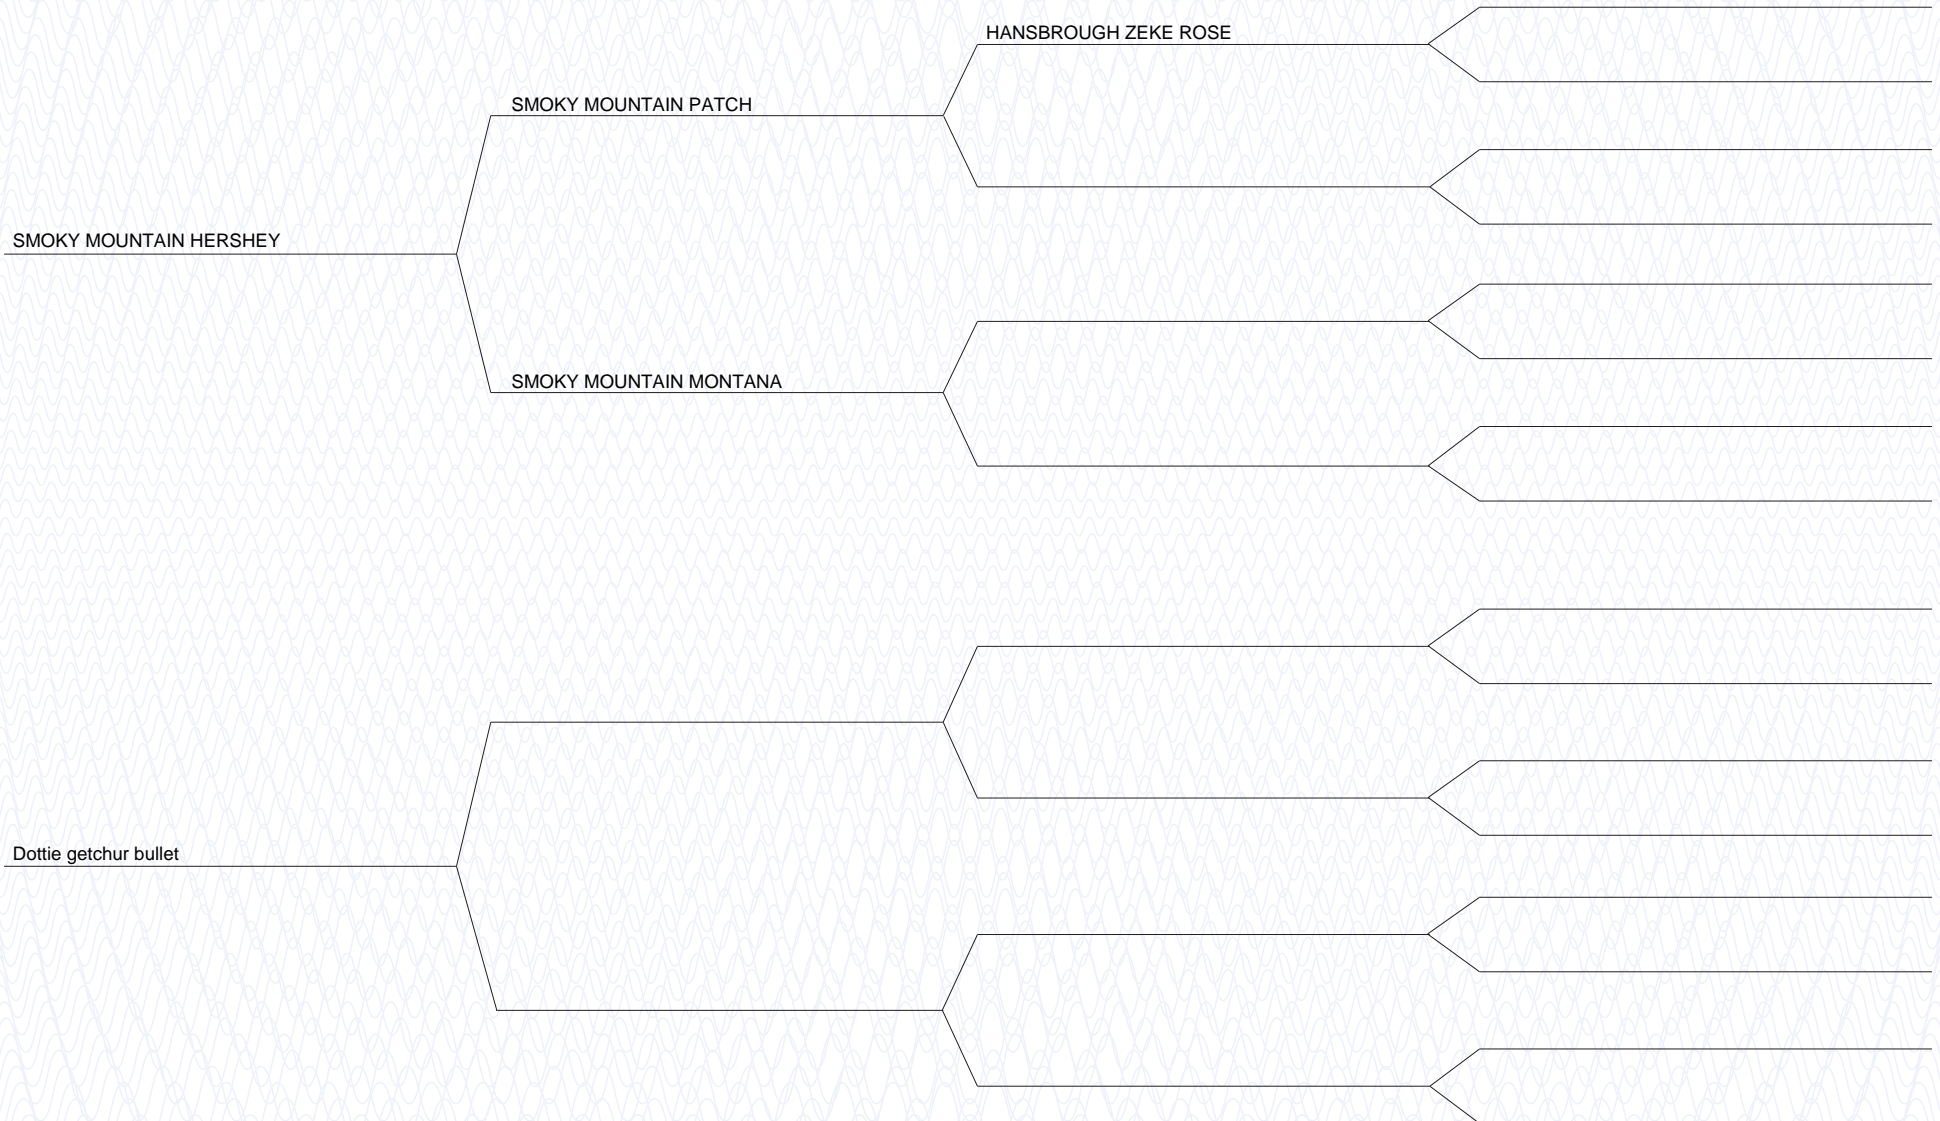 HANSBROUGH ZEKE ROSE
SMOKY MOUNTAIN PATCH
SMOKY MOUNTAIN HERSHEY
SMOKY MOUNTAIN MONTANA
Dottie getchur bullet